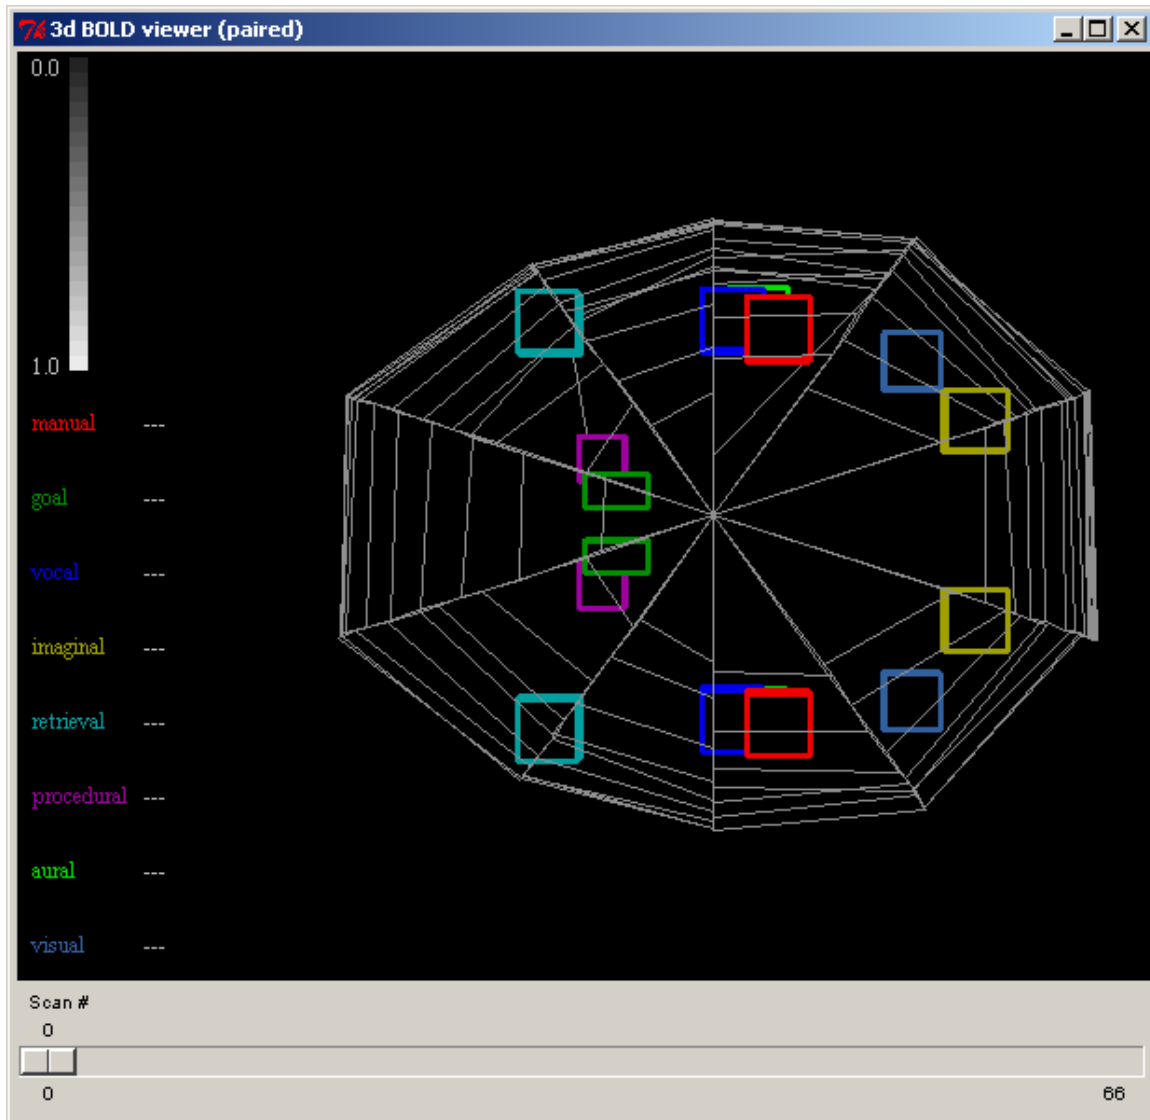 7k 3d BOLD viewer (paired)
0.0
1.0
manual ---
goal ---
vocal ---
imaginal ---
retrieval ---
procedural ---
aural ---
visual ---
Scan #
0
0 66